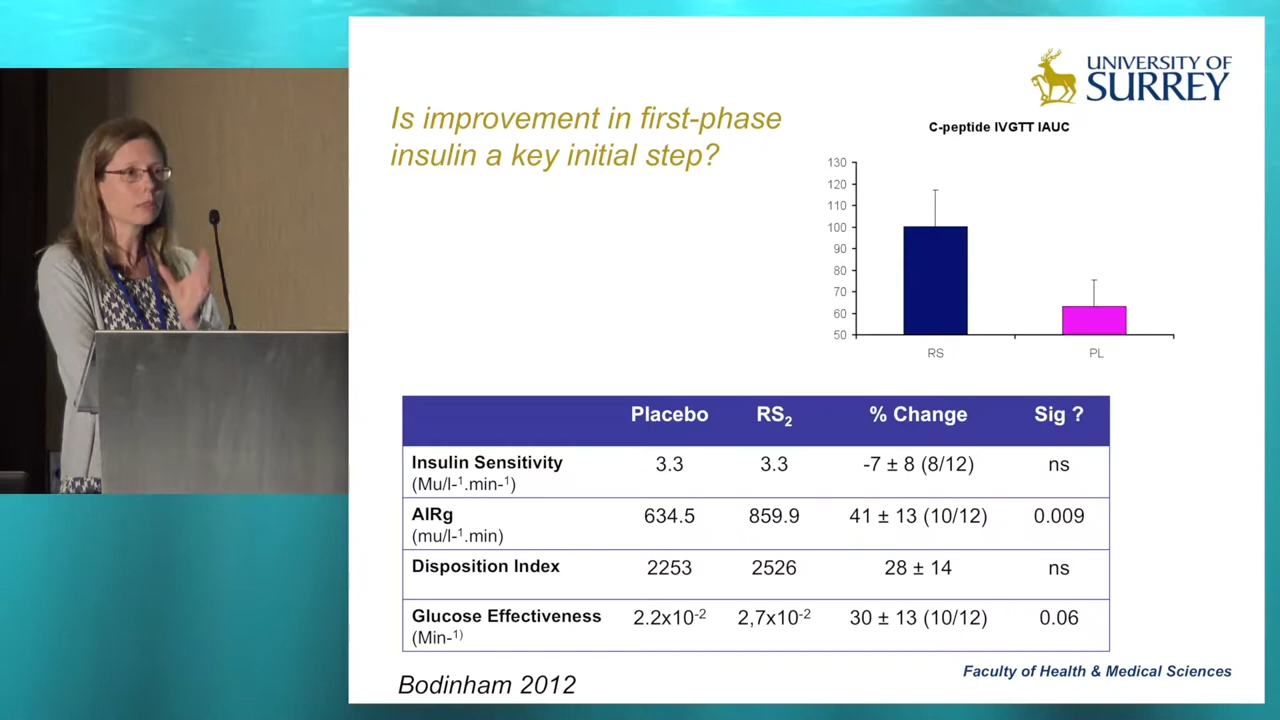 UNIVERSITY OF
SURREY
Is improvement in first-phase
insulin a key initial step?
C-peptide IVGTT IAUC
130
120
110
100
90
80
70
60
50
RS
PL
Placebo RS₂ % Change Sig ?
Insulin Sensitivity 3.3 3.3 -7 ± 8 (8/12) ns
(Mu/l-¹.min-¹)
AIRg 634.5 859.9 41 ± 13 (10/12) 0.009
(mu/l-¹.min)
Disposition Index 2253 2526 28 ± 14 ns
Glucose Effectiveness 2.2x10⁻² 2,7x10⁻² 30 ± 13 (10/12) 0.06
(Min-¹)
Faculty of Health & Medical Sciences
Bodinham 2012